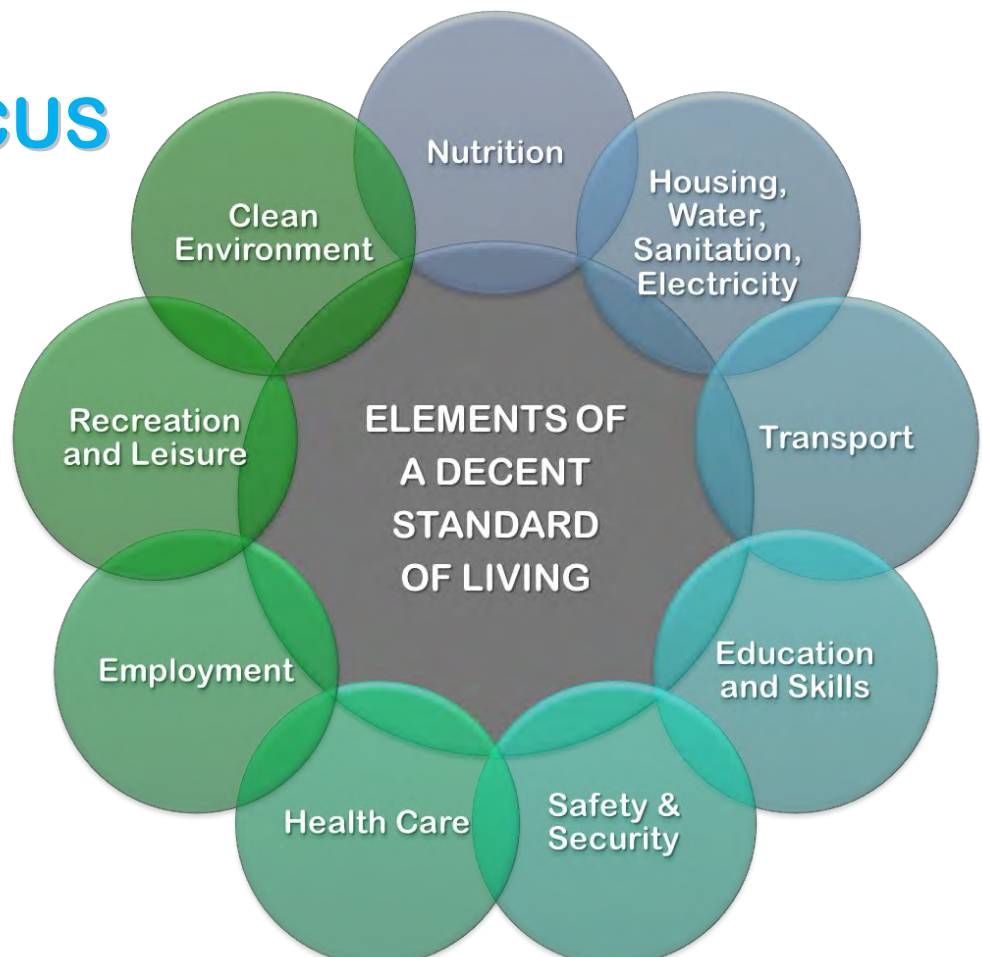 CUS
Nutrition
Housing,
Water,
Sanitation,
Electricity
Transport
Education
and Skills
Safety &
Security
Health Care
Employment
Recreation
and Leisure
Clean
Environment
ELEMENTS OF
A DECENT
STANDARD
OF LIVING